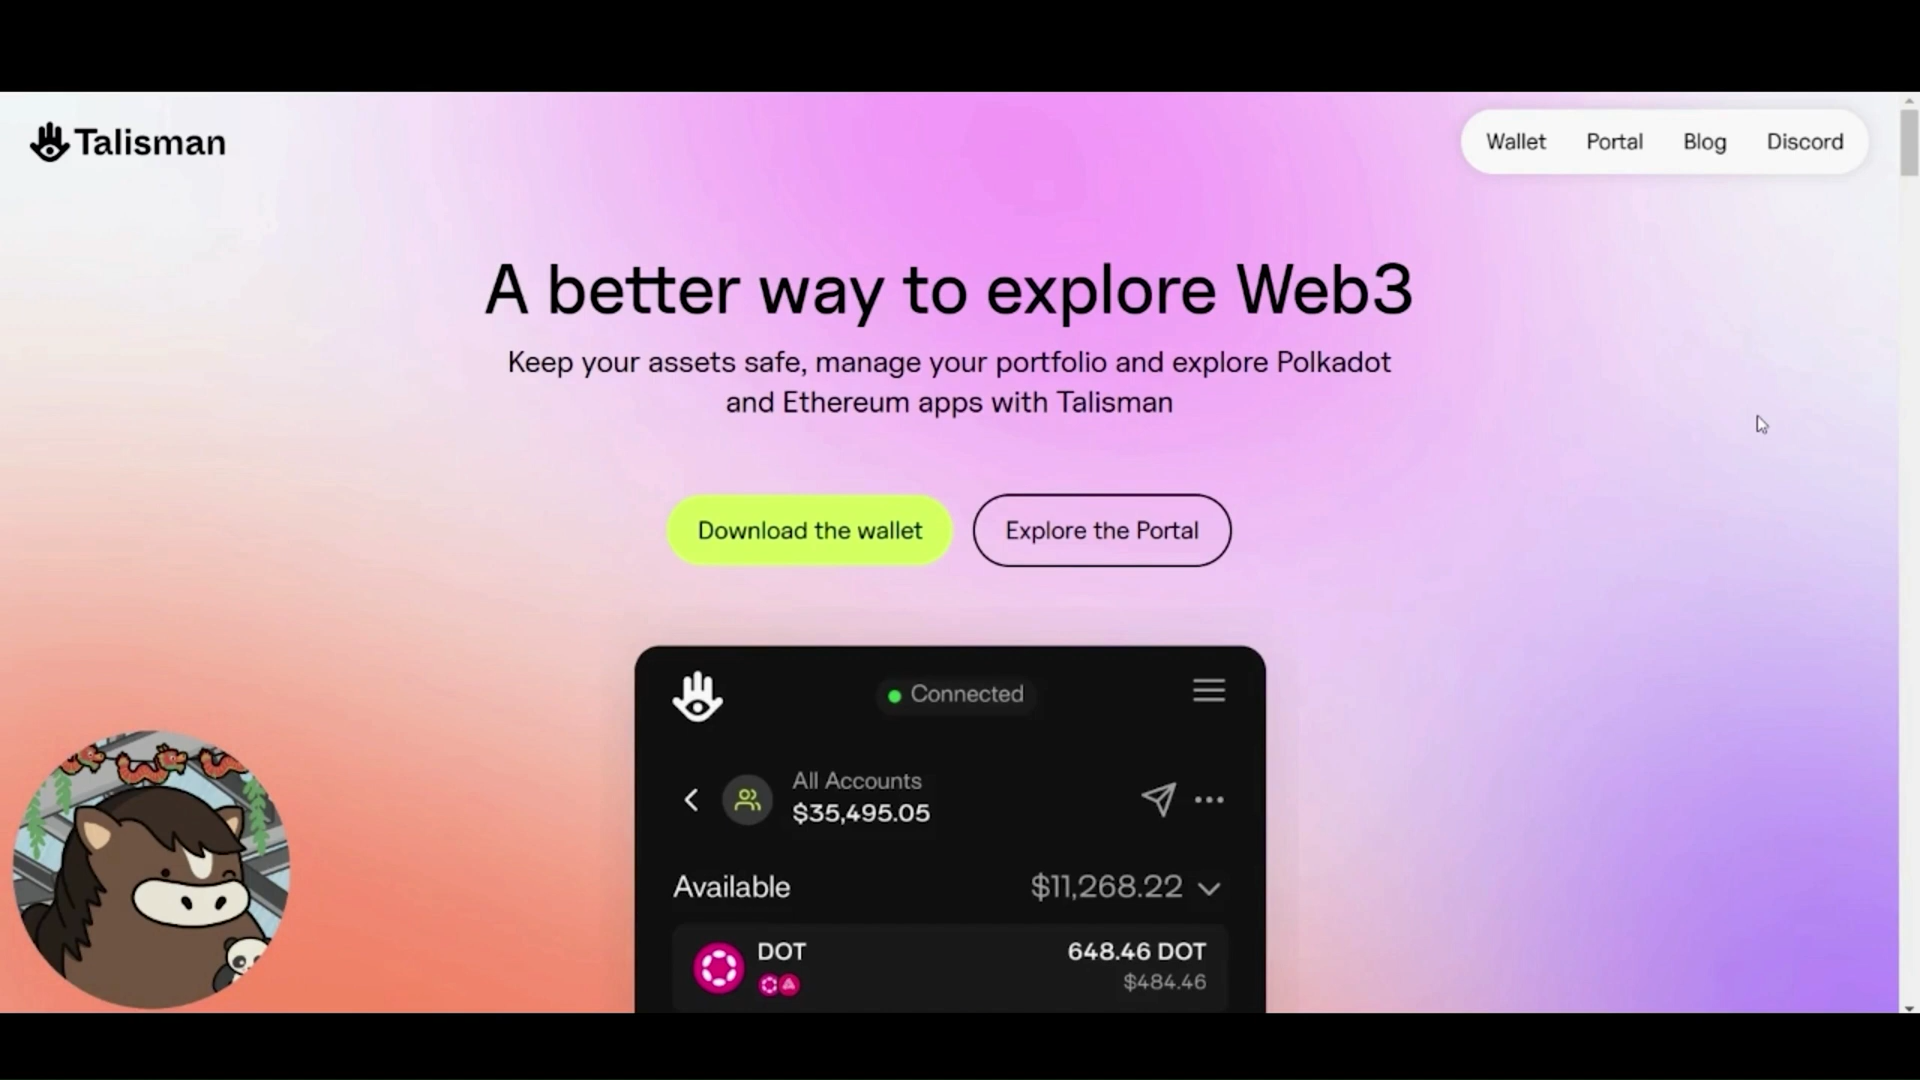 Talisman
Wallet
Portal
Blog
Discord
A better way to explore Web3
Keep your assets safe, manage your portfolio and explore Polkadot
and Ethereum apps with Talisman
Download the wallet
Explore the Portal
Connected
All Accounts
$35,495.05
Available
$11,268.22
DOT
648.46 DOT
$484.46